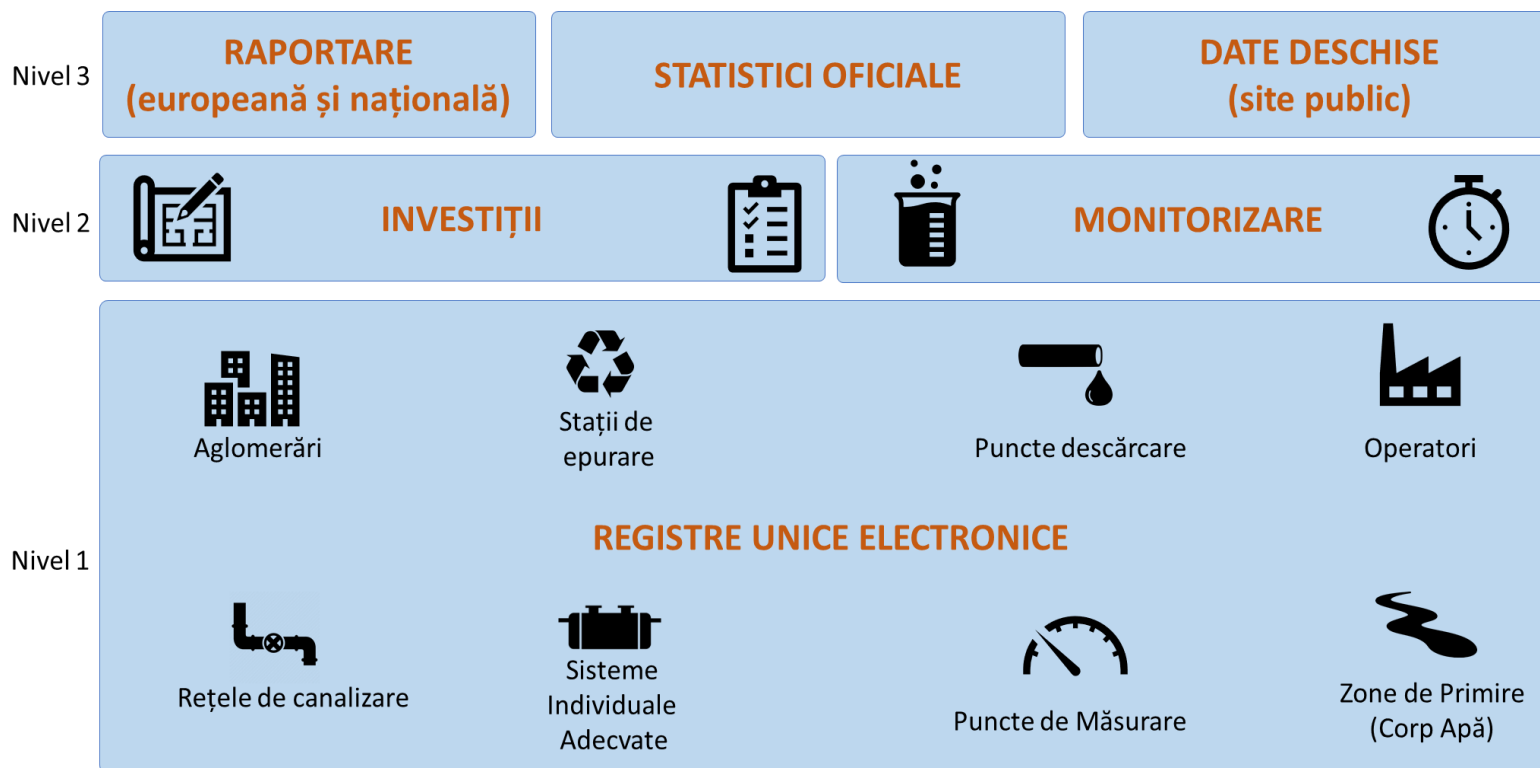 Nivel 3
RAPORTARE
(europeană și națională)
STATISTICI OFICIALE
DATE DESCHISE
(site public)
Nivel 2
INVESTIȚII
MONITORIZARE
Nivel 1
Aglomerări
Stații de
epurare
Puncte descărcare
Operatori
REGISTRE UNICE ELECTRONICE
Rețele de canalizare
Sisteme
Individuale
Adecvate
Puncte de Măsurare
Zone de Primire
(Corp Apă)